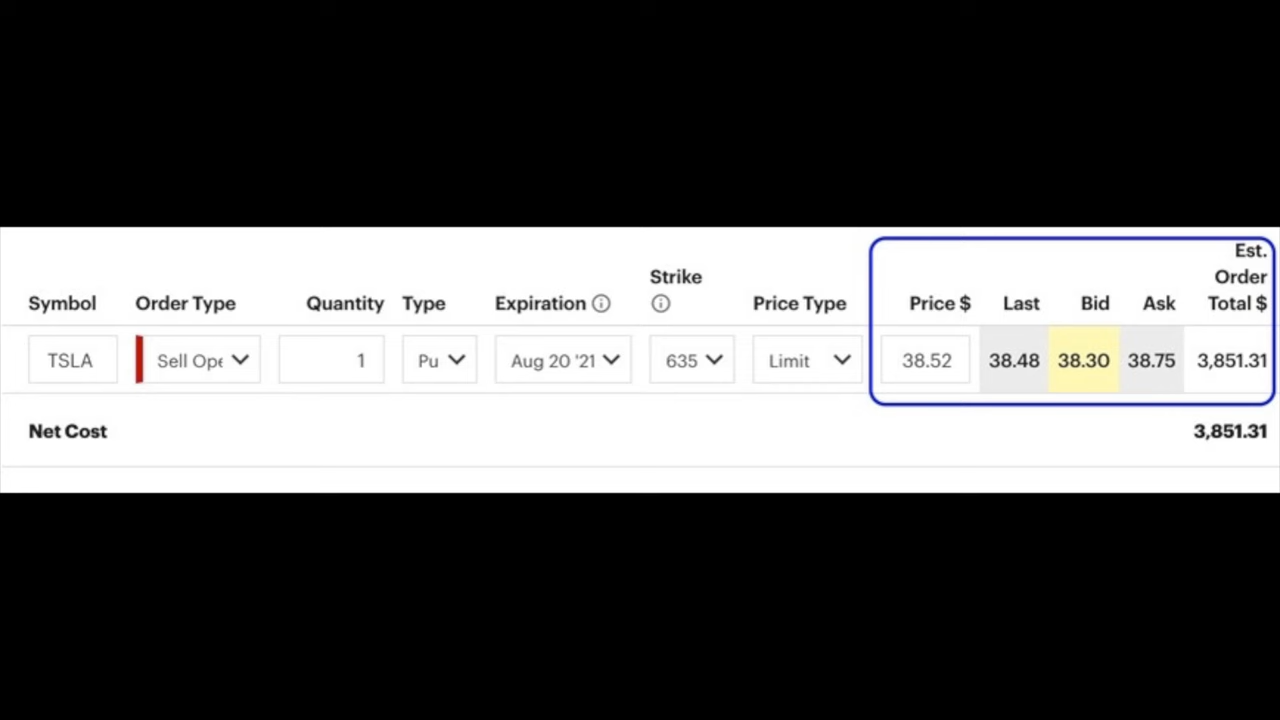 Symbol Order Type Quantity Type Expiration Strike Price Type Price $ Last Bid Ask Est. Order Total $
TSLA Sell Ope 1 Pu Aug 20 '21 635 Limit 38.52 38.48 38.30 38.75 3,851.31
Net Cost 3,851.31